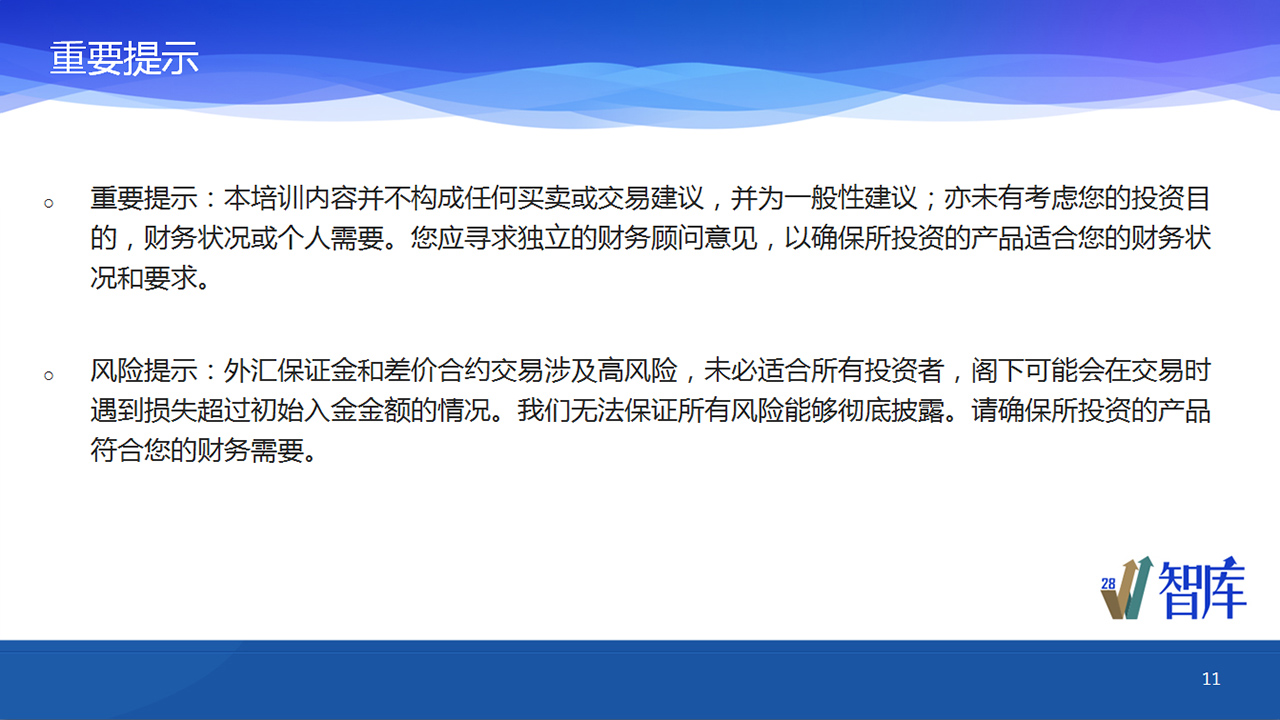 重要提示
○ 重要提示：本培训内容并不构成任何买卖或交易建议，并为一般性建议；亦未有考虑您的投资目
的，财务状况或个人需要。您应寻求独立的财务顾问意见，以确保所投资的产品适合您的财务状
况和要求。
○ 风险提示：外汇保证金和差价合约交易涉及高风险，未必适合所有投资者，阁下可能会在交易时
遇到损失超过初始入金金额的情况。我们无法保证所有风险能够彻底披露。请确保所投资的产品
符合您的财务需要。
28 智库
11